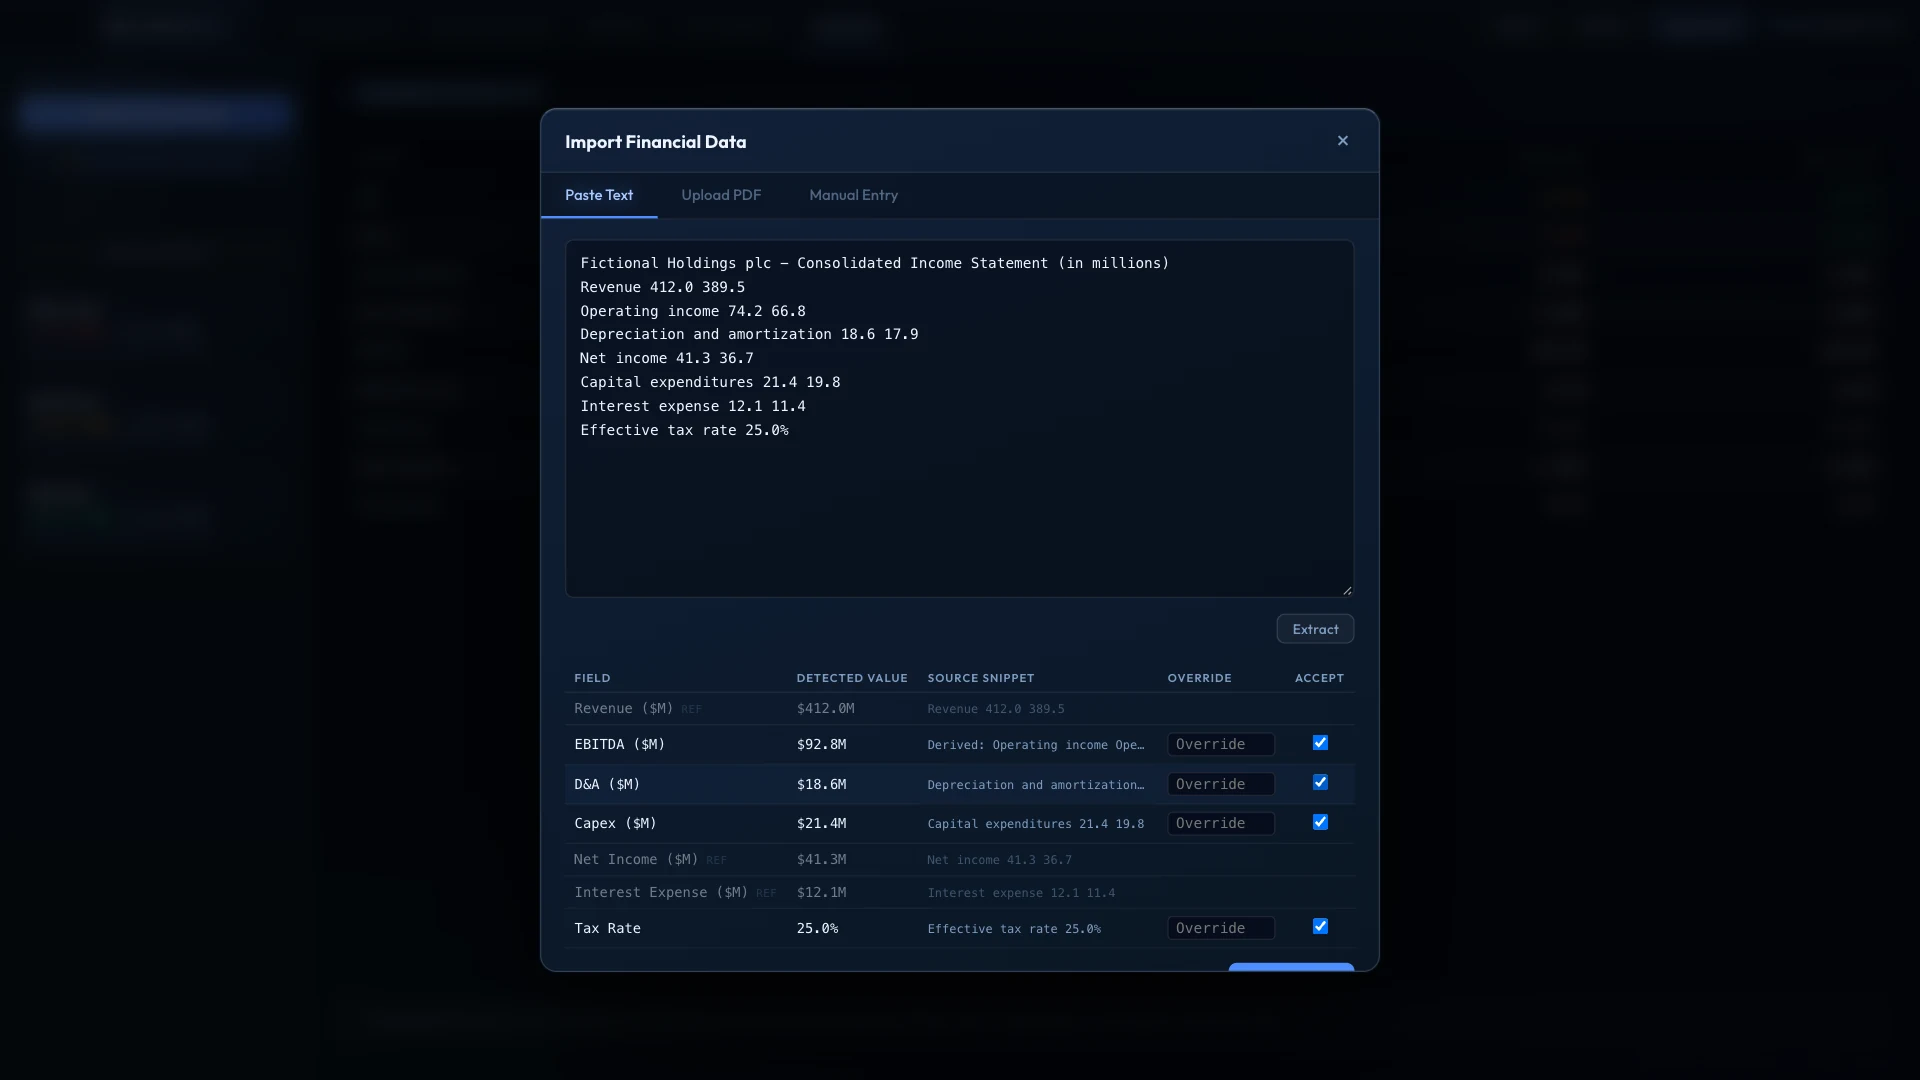 Import Financial Data ×
Paste Text Upload PDF Manual Entry
Fictional Holdings plc – Consolidated Income Statement (in millions)
Revenue 412.0 389.5
Operating income 74.2 66.8
Depreciation and amortization 18.6 17.9
Net income 41.3 36.7
Capital expenditures 21.4 19.8
Interest expense 12.1 11.4
Effective tax rate 25.0%
Extract
FIELD DETECTED VALUE SOURCE SNIPPET OVERRIDE ACCEPT
Revenue ($M) REF $412.0M Revenue 412.0 389.5
EBITDA ($M) $92.8M Derived: Operating income Ope… Override
D&A ($M) $18.6M Depreciation and amortization… Override
Capex ($M) $21.4M Capital expenditures 21.4 19.8 Override
Net Income ($M) REF $41.3M Net income 41.3 36.7
Interest Expense ($M) REF $12.1M Interest expense 12.1 11.4
Tax Rate 25.0% Effective tax rate 25.0% Override